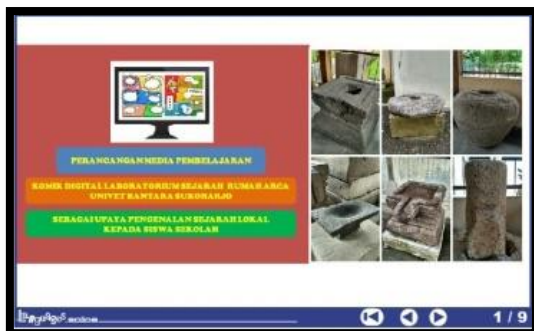 PERANCANGAN MEDIA PEMBELAJARAN
KOMIK DIGITAL LABORATORIUM SEJARAH RUMAH ARCA
UNIVET BANTARA SUKOHARJO
SEBAGAI UPAYA PENGENALAN SEJARAH LOKAL
KEPADA SISWA SEKOLAH
1 / 9